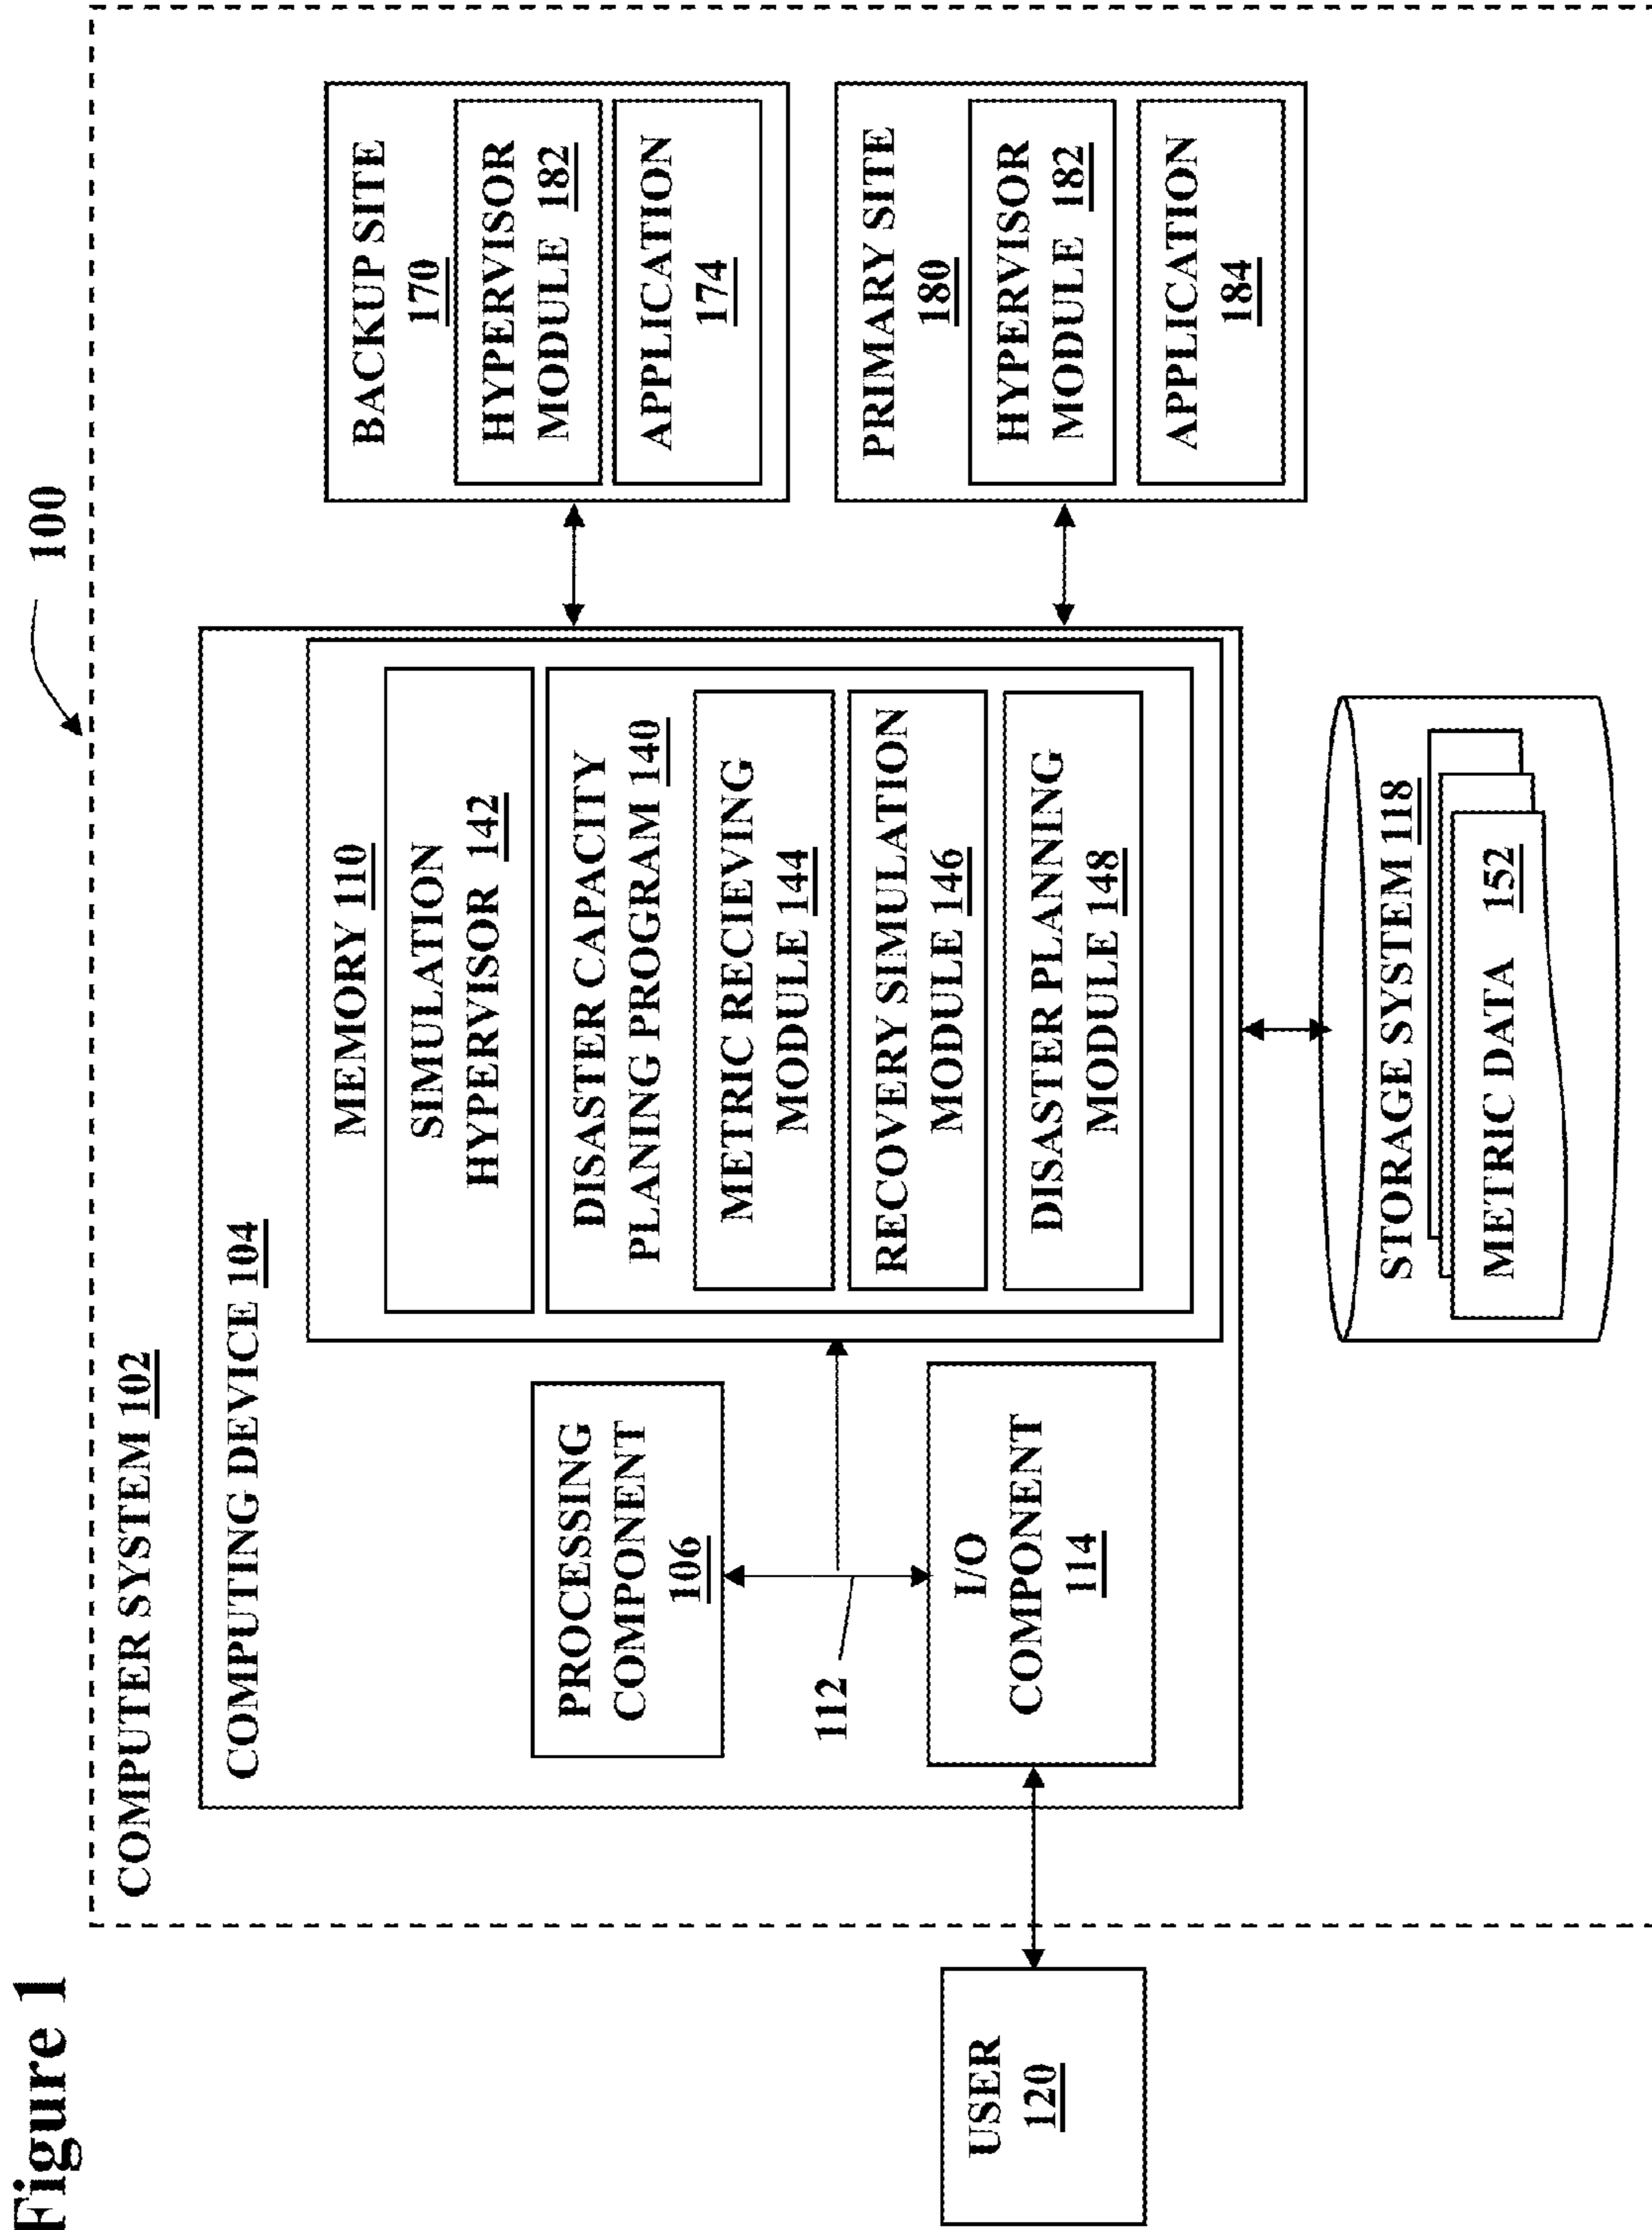 Figure 1
100
COMPUTER SYSTEM 102
COMPUTING DEVICE 104
PROCESSING
COMPONENT
106
112
I/O
COMPONENT
114
MEMORY 110
SIMULATION
HYPERVISOR 142
DISASTER CAPACITY
PLANING PROGRAM 140
METRIC RECIEVING
MODULE 144
RECOVERY SIMULATION
MODULE 146
DISASTER PLANNING
MODULE 148
BACKUP SITE
170
HYPERVISOR
MODULE 182
APPLICATION
174
PRIMARY SITE
180
HYPERVISOR
MODULE 182
APPLICATION
184
USER
120
STORAGE SYSTEM 118
METRIC DATA 152